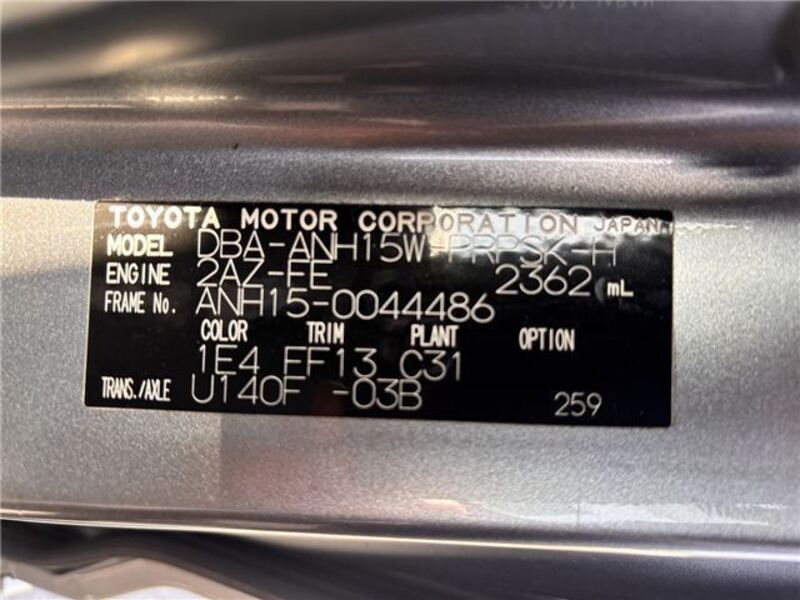 TOYOTA MOTOR CORPORATION JAPAN
MODEL DBA-ANH15W-PRPSK-H
ENGINE 2AZ-FE 2362 mL
FRAME No. ANH15-0044486
COLOR TRIM PLANT OPTION
1E4 FF13 C31
TRANS./AXLE U140F -03B 259